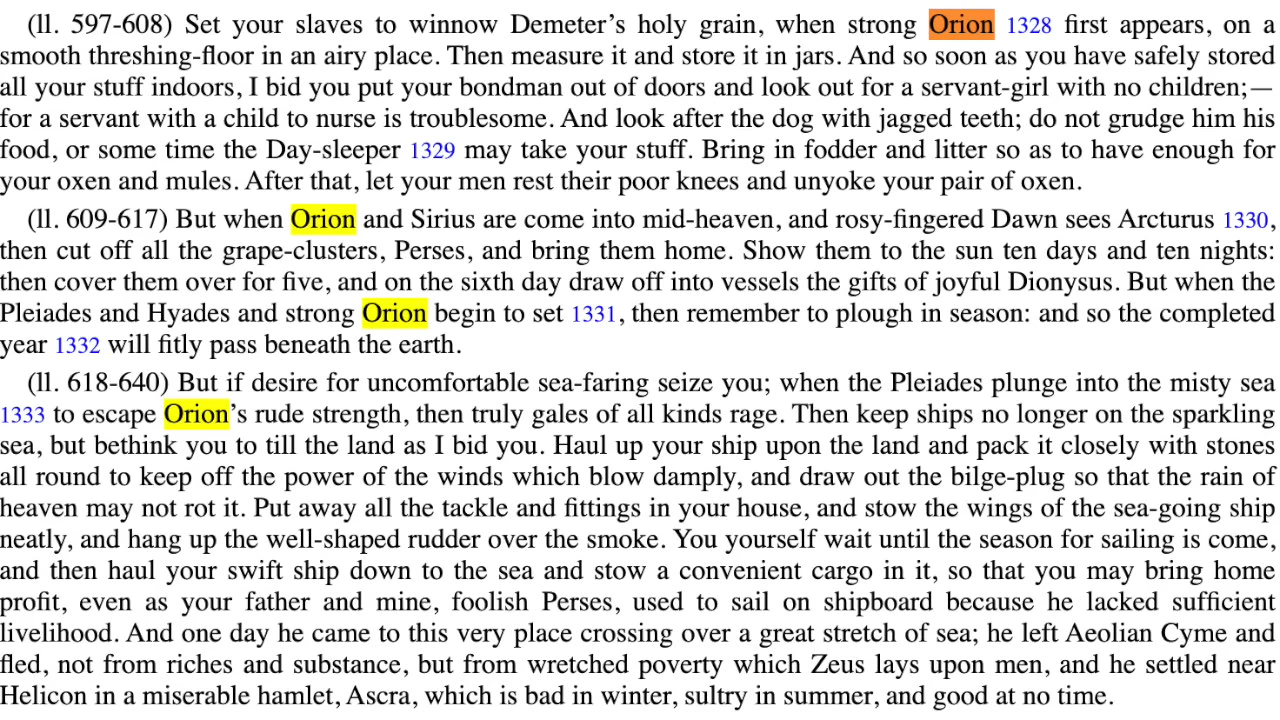 (ll. 597-608) Set your slaves to winnow Demeter’s holy grain, when strong Orion 1328 first appears, on a
smooth threshing-floor in an airy place. Then measure it and store it in jars. And so soon as you have safely stored
all your stuff indoors, I bid you put your bondman out of doors and look out for a servant-girl with no children;—
for a servant with a child to nurse is troublesome. And look after the dog with jagged teeth; do not grudge him his
food, or some time the Day-sleeper 1329 may take your stuff. Bring in fodder and litter so as to have enough for
your oxen and mules. After that, let your men rest their poor knees and unyoke your pair of oxen.
(ll. 609-617) But when Orion and Sirius are come into mid-heaven, and rosy-fingered Dawn sees Arcturus 1330,
then cut off all the grape-clusters, Perses, and bring them home. Show them to the sun ten days and ten nights:
then cover them over for five, and on the sixth day draw off into vessels the gifts of joyful Dionysus. But when the
Pleiades and Hyades and strong Orion begin to set 1331, then remember to plough in season: and so the completed
year 1332 will fitly pass beneath the earth.
(ll. 618-640) But if desire for uncomfortable sea-faring seize you; when the Pleiades plunge into the misty sea
1333 to escape Orion’s rude strength, then truly gales of all kinds rage. Then keep ships no longer on the sparkling
sea, but bethink you to till the land as I bid you. Haul up your ship upon the land and pack it closely with stones
all round to keep off the power of the winds which blow damply, and draw out the bilge-plug so that the rain of
heaven may not rot it. Put away all the tackle and fittings in your house, and stow the wings of the sea-going ship
neatly, and hang up the well-shaped rudder over the smoke. You yourself wait until the season for sailing is come,
and then haul your swift ship down to the sea and stow a convenient cargo in it, so that you may bring home
profit, even as your father and mine, foolish Perses, used to sail on shipboard because he lacked sufficient
livelihood. And one day he came to this very place crossing over a great stretch of sea; he left Aeolian Cyme and
fled, not from riches and substance, but from wretched poverty which Zeus lays upon men, and he settled near
Helicon in a miserable hamlet, Ascra, which is bad in winter, sultry in summer, and good at no time.